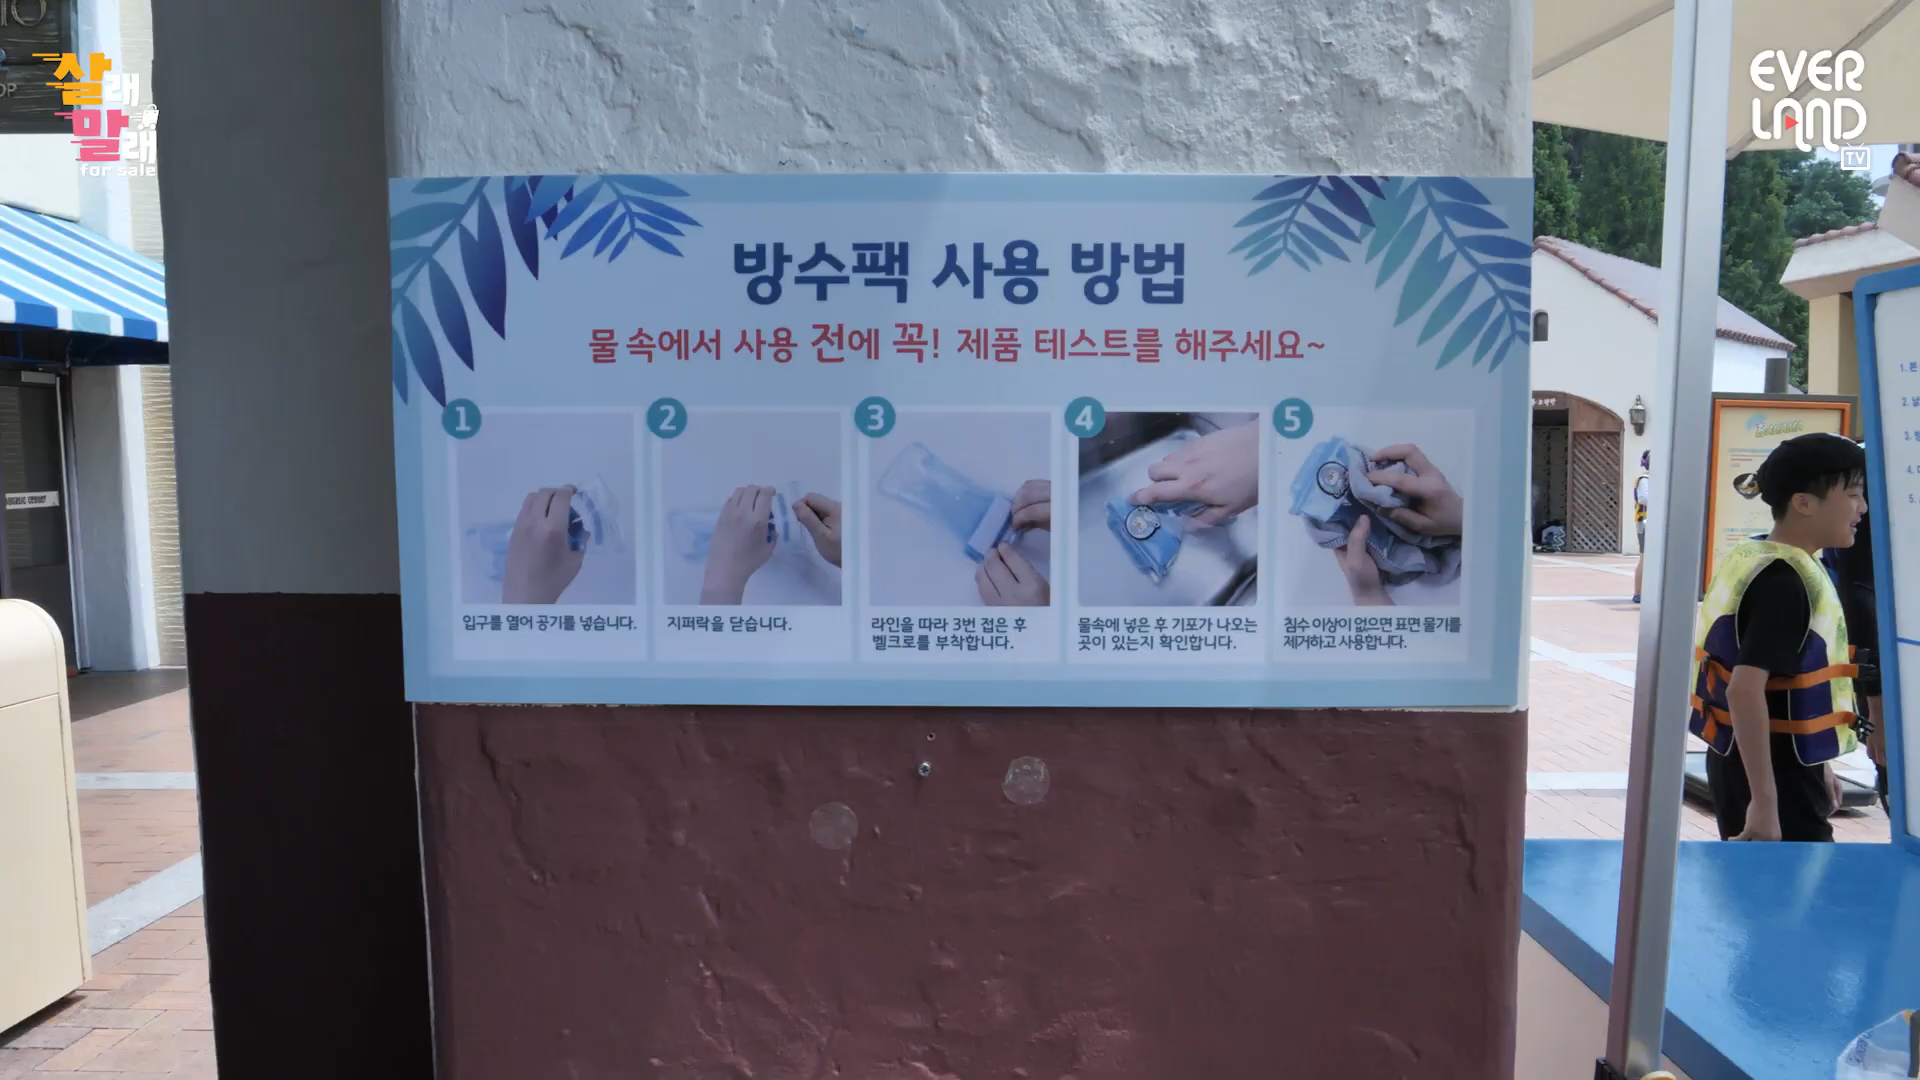 살래
말래
for sale
EVER
LAND
TV
방수팩 사용 방법
물 속에서 사용 전에 꼭! 제품 테스트를 해주세요~
1
입구를 열어 공기를 넣습니다.
2
지퍼락을 닫습니다.
3
라인을 따라 3번 접은 후
벨크로를 부착합니다.
4
물속에 넣은 후 기포가 나오는
곳이 있는지 확인합니다.
5
침수 이상이 없으면 표면 물기를
제거하고 사용합니다.
1. 본